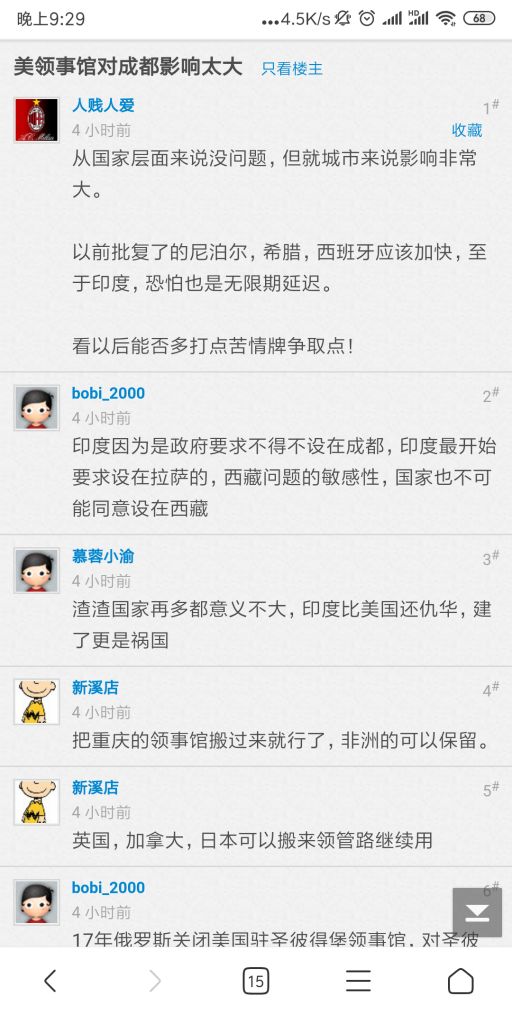 晚上9:29
...4.5K/s
HD
68
美领事馆对成都影响太大 只看楼主
人贱人爱
1#
4 小时前
收藏
从国家层面来说没问题，但就城市来说影响非常
大。
以前批复了的尼泊尔，希腊，西班牙应该加快，至
于印度，恐怕也是无限期延迟。
看以后能否多打点苦情牌争取点！
bobi_2000
2#
4 小时前
印度因为是政府要求不得不设在成都，印度最开始
要求设在拉萨的，西藏问题的敏感性，国家也不可
能同意设在西藏
慕蓉小渝
3#
4 小时前
渣渣国家再多都意义不大，印度比美国还仇华，建
了更是祸国
新溪店
4#
4 小时前
把重庆的领事馆搬过来就行了，非洲的可以保留。
新溪店
5#
4 小时前
英国，加拿大，日本可以搬来领管路继续用
bobi_2000
6#
4 小时前
17年俄罗斯关闭美国驻圣彼得堡领事馆，对圣彼
15